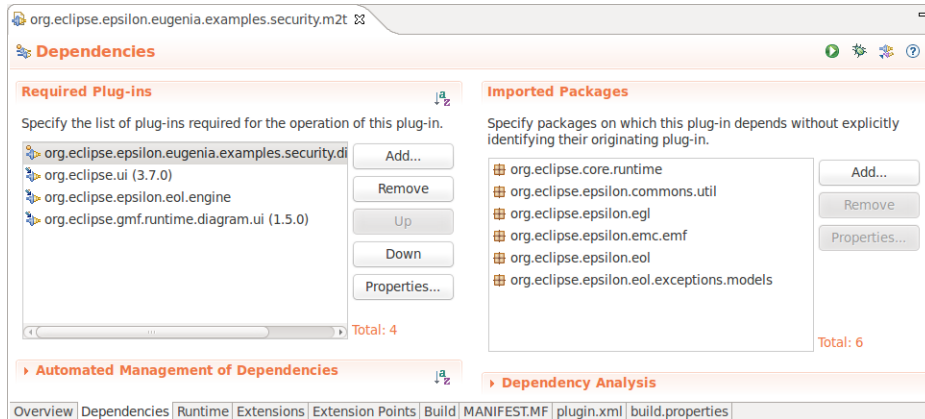 org.eclipse.epsilon.eugenia.examples.security.m2t
Dependencies
Required Plug-ins
Specify the list of plug-ins required for the operation of this plug-in.
org.eclipse.epsilon.eugenia.examples.security.di
org.eclipse.ui (3.7.0)
org.eclipse.epsilon.eol.engine
org.eclipse.gmf.runtime.diagram.ui (1.5.0)
Add...
Remove
Up
Down
Properties...
Total: 4
Automated Management of Dependencies
Imported Packages
Specify packages on which this plug-in depends without explicitly
identifying their originating plug-in.
org.eclipse.core.runtime
org.eclipse.epsilon.commons.util
org.eclipse.epsilon.egl
org.eclipse.epsilon.emc.emf
org.eclipse.epsilon.eol
org.eclipse.epsilon.eol.exceptions.models
Add...
Remove
Properties...
Total: 6
Dependency Analysis
Overview Dependencies Runtime Extensions Extension Points Build MANIFEST.MF plugin.xml build.properties